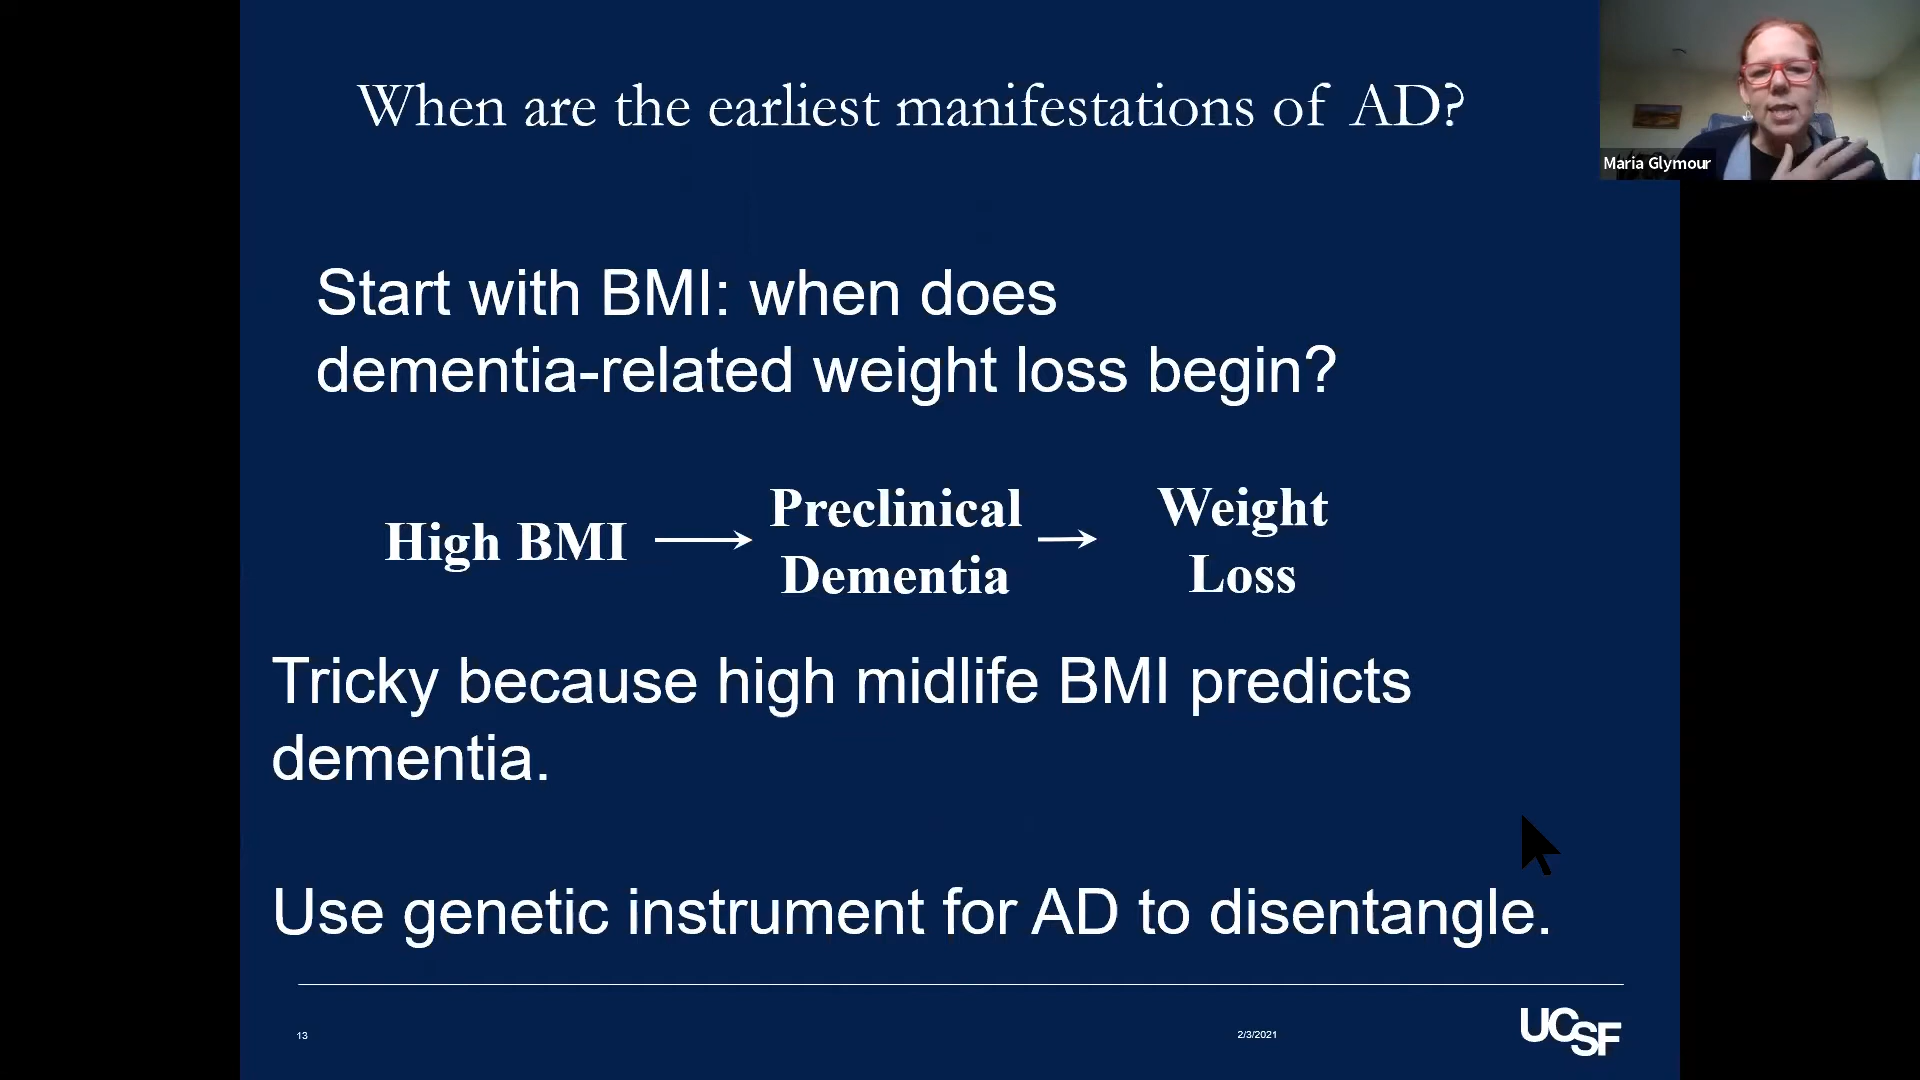 When are the earliest manifestations of AD?
Maria Glymour
Start with BMI: when does
dementia-related weight loss begin?
High BMI
Preclinical
Dementia
Weight
Loss
Tricky because high midlife BMI predicts
dementia.
Use genetic instrument for AD to disentangle.
13
2/3/2021
UCSF